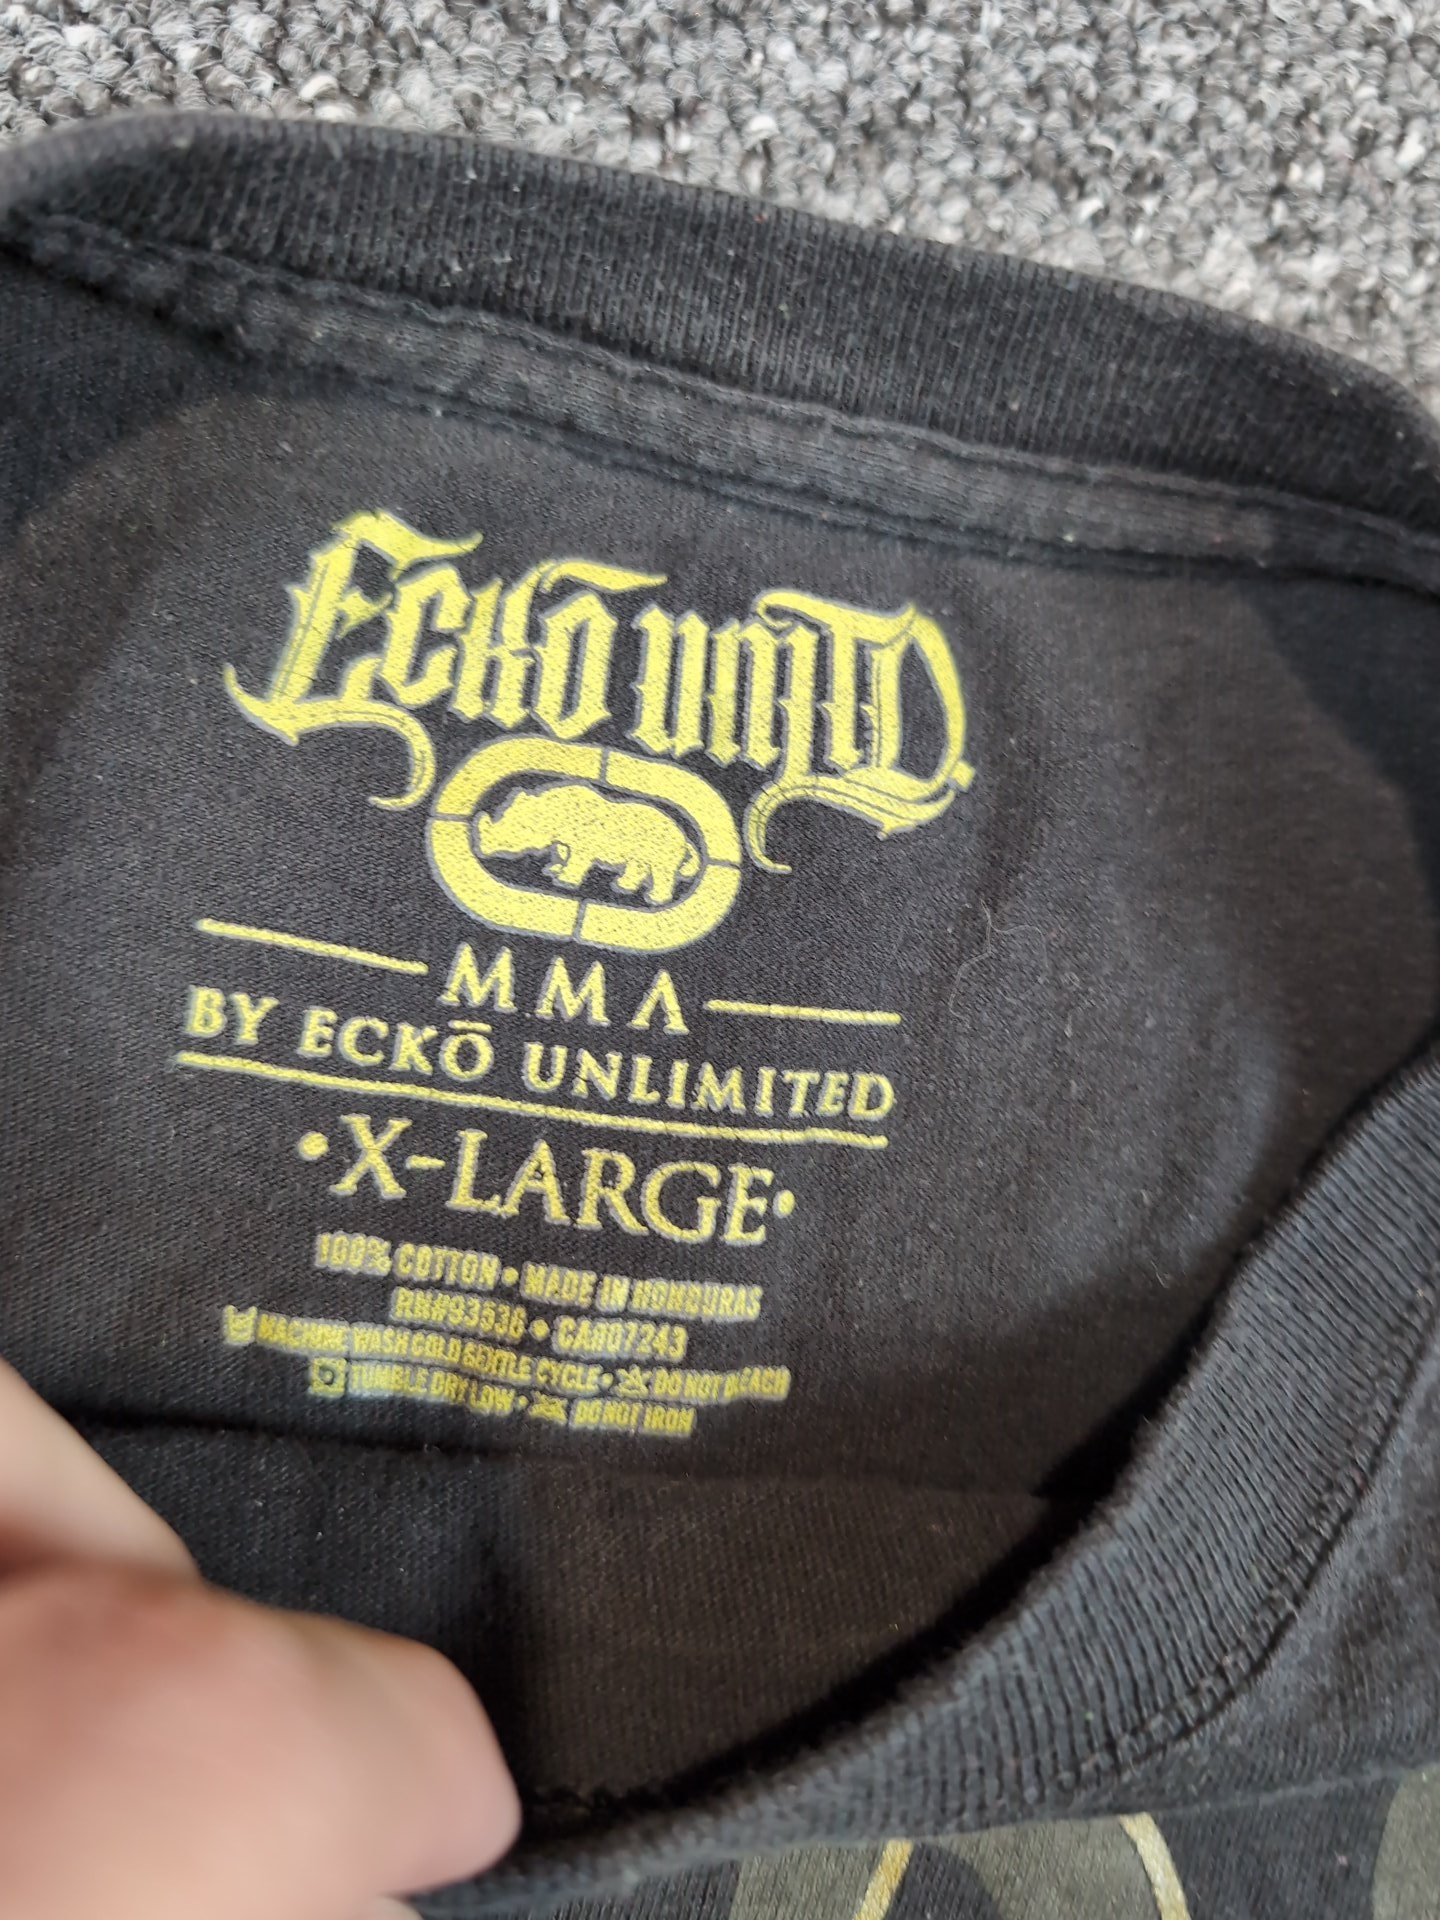 Eckō Unltd.
MMA
BY ECKŌ UNLIMITED
•X-LARGE•
100% COTTON • MADE IN HONDURAS
RN#93636 • CA#07243
MACHINE WASH COLD GENTLE CYCLE • DO NOT BLEACH
TUMBLE DRY LOW • DO NOT IRON